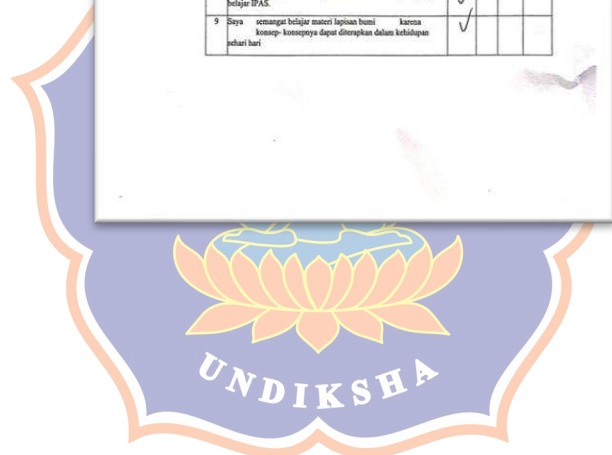 belajar IPAS.
9 Saya semangat belajar materi lapisan bumi karena
konsep- konsepnya dapat diterapkan dalam kehidupan
sehari hari
UNDIKSHA